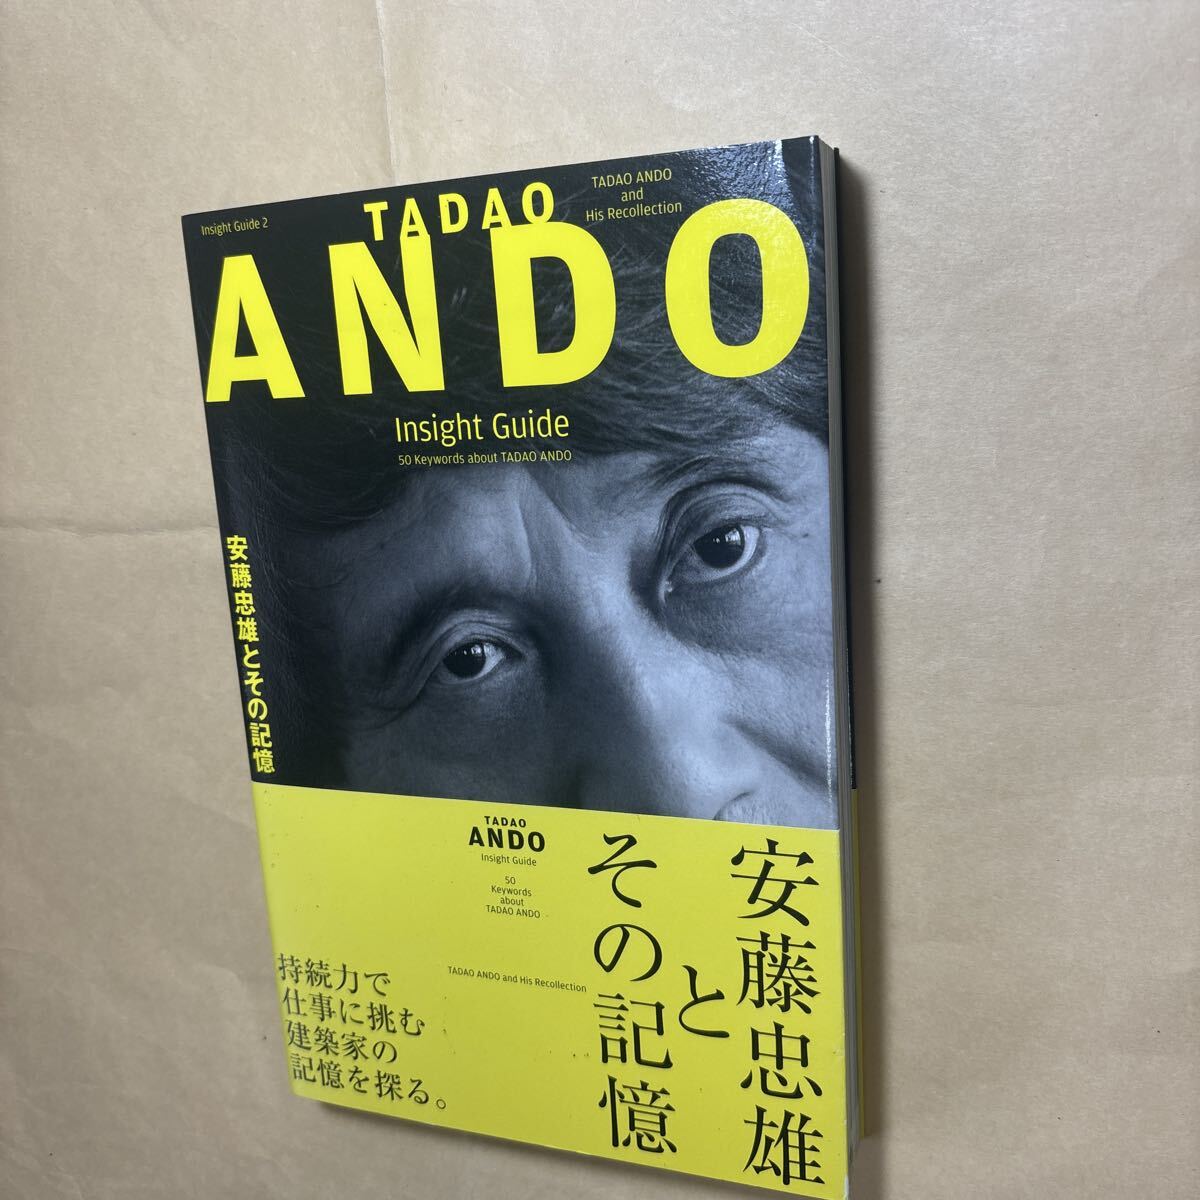 Insight Guide 2
TADAO
ANDO
TADAO ANDO
and
His Recollection
Insight Guide
50 Keywords about TADAO ANDO
安藤忠雄とその記憶
TADAO
ANDO
Insight Guide
50
Keywords
about
TADAO ANDO
TADAO ANDO and His Recollection
安藤忠雄
と
その記憶
持続力で
仕事に挑む
建築家の
記憶を探る。